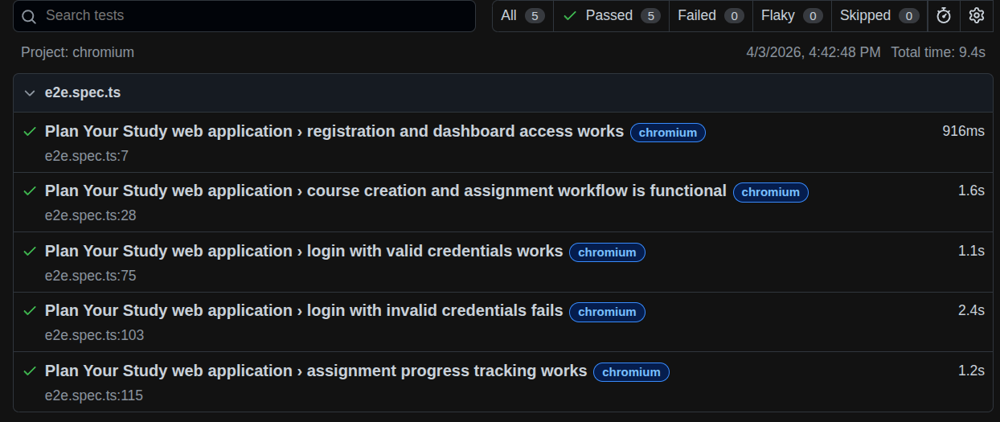 Search tests
All 5 Passed 5 Failed 0 Flaky 0 Skipped 0
Project: chromium 4/3/2026, 4:42:48 PM Total time: 9.4s
e2e.spec.ts
Plan Your Study web application › registration and dashboard access works chromium 916ms
e2e.spec.ts:7
Plan Your Study web application › course creation and assignment workflow is functional chromium 1.6s
e2e.spec.ts:28
Plan Your Study web application › login with valid credentials works chromium 1.1s
e2e.spec.ts:75
Plan Your Study web application › login with invalid credentials fails chromium 2.4s
e2e.spec.ts:103
Plan Your Study web application › assignment progress tracking works chromium 1.2s
e2e.spec.ts:115